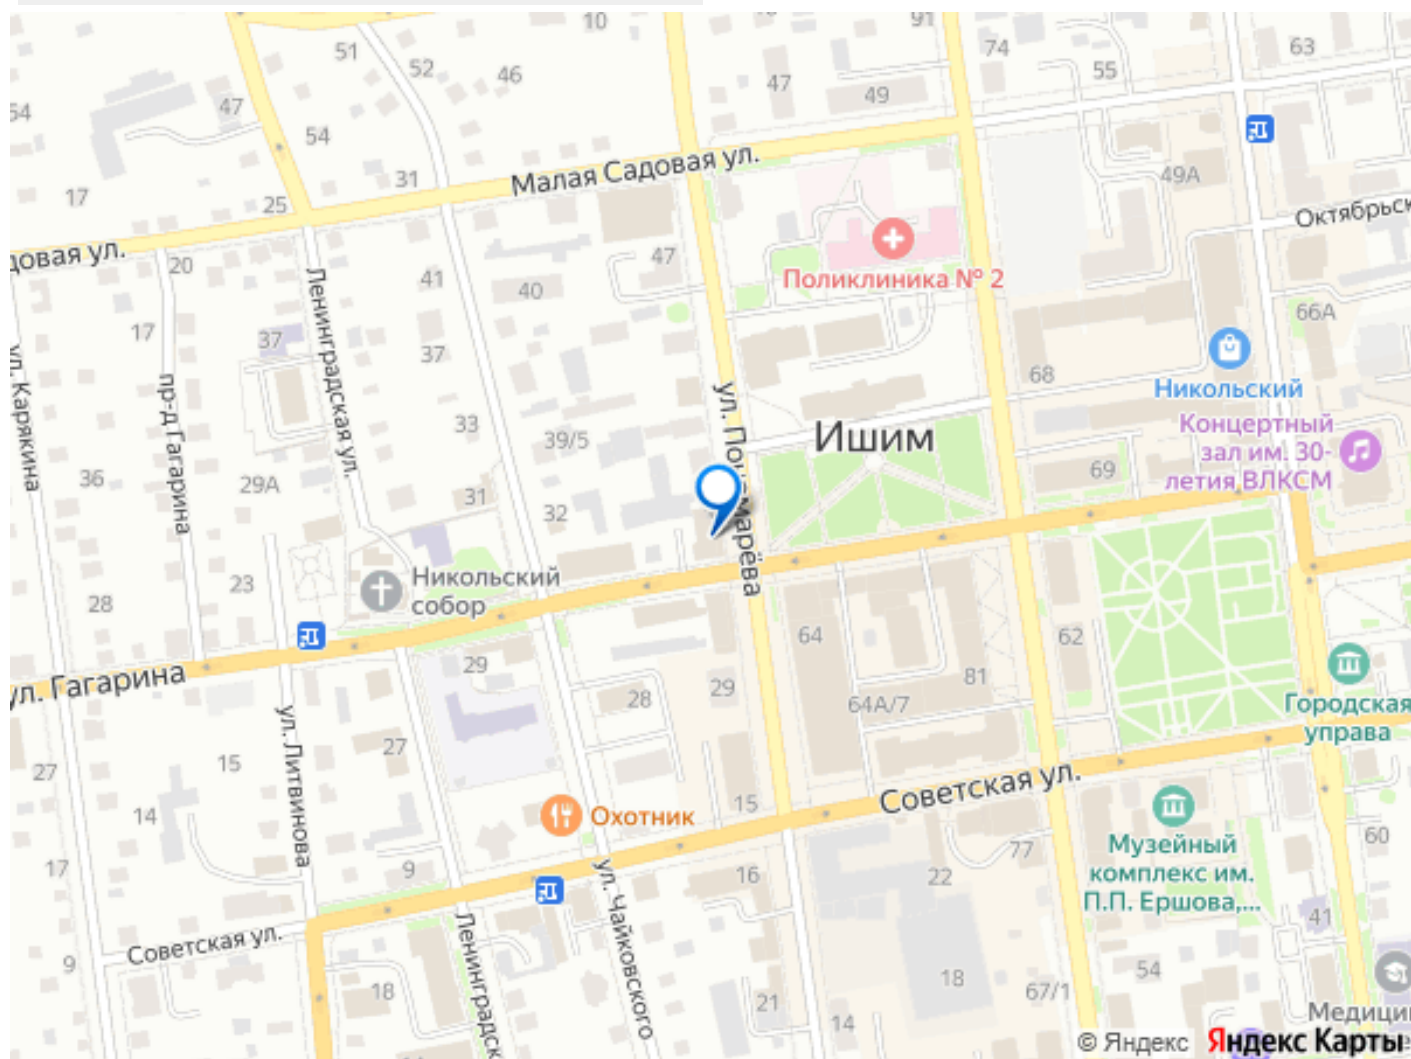 10
91
51
52
46
74
63
55
47
49
47
54
54
Малая Садовая ул.
31
49А
17
25
Октябрьск
довая ул.
20
47
41
40
Поликлиника № 2
66А
17
37
Ленинградская ул.
37
68
Никольский
ул. Карякина
пр-д Гагарина
33
39/5
Ишим
Концертный
зал им. 30-
летия ВЛКСМ
69
36
29А
31
32
ул. Пономарёва
Никольский
собор
28
23
64
62
ул. Гагарина
29
28
29
81
64А/7
Городская
управа
ул. Литвинова
27
15
27
14
Охотник
15
Советская ул.
Музейный
комплекс им.
П.П. Ершова,...
60
17
9
16
22
77
41
ул. Чайковского
Советская ул.
Ленинградск
9
18
21
14
18
67/1
54
Медици
© Яндекс Яндекс Карты